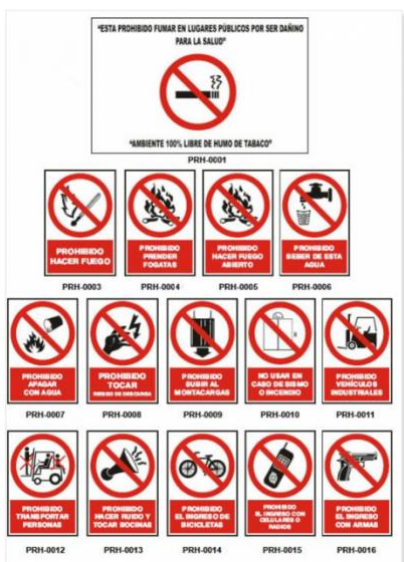 "ESTA PROHIBIDO FUMAR EN LUGARES PÚBLICOS POR SER DAÑINO
PARA LA SALUD"
"AMBIENTE 100% LIBRE DE HUMO DE TABACO"
PRH-0001
PROHIBIDO
HACER FUEGO
PRH-0003
PROHIBIDO
PRENDER
FOGATAS
PRH-0004
PROHIBIDO
HACER FUEGO
ABIERTO
PRH-0005
PROHIBIDO
BEBER DE ESTA
AGUA
PRH-0006
PROHIBIDO
APAGAR
CON AGUA
PRH-0007
PROHIBIDO
TOCAR
RIESGO DE DESCARGA
PRH-0008
PROHIBIDO
SUBIR AL
MONTACARGAS
PRH-0009
NO USAR EN
CASO DE SISMO
O INCENDIO
PRH-0010
PROHIBIDO
VEHÍCULOS
INDUSTRIALES
PRH-0011
PROHIBIDO
TRANSPORTAR
PERSONAS
PRH-0012
PROHIBIDO
HACER RUIDO Y
TOCAR BOCINAS
PRH-0013
PROHIBIDO
EL INGRESO DE
BICICLETAS
PRH-0014
PROHIBIDO
EL INGRESO CON
CELULARES O
RADIOS
PRH-0015
PROHIBIDO
EL INGRESO
CON ARMAS
PRH-0016